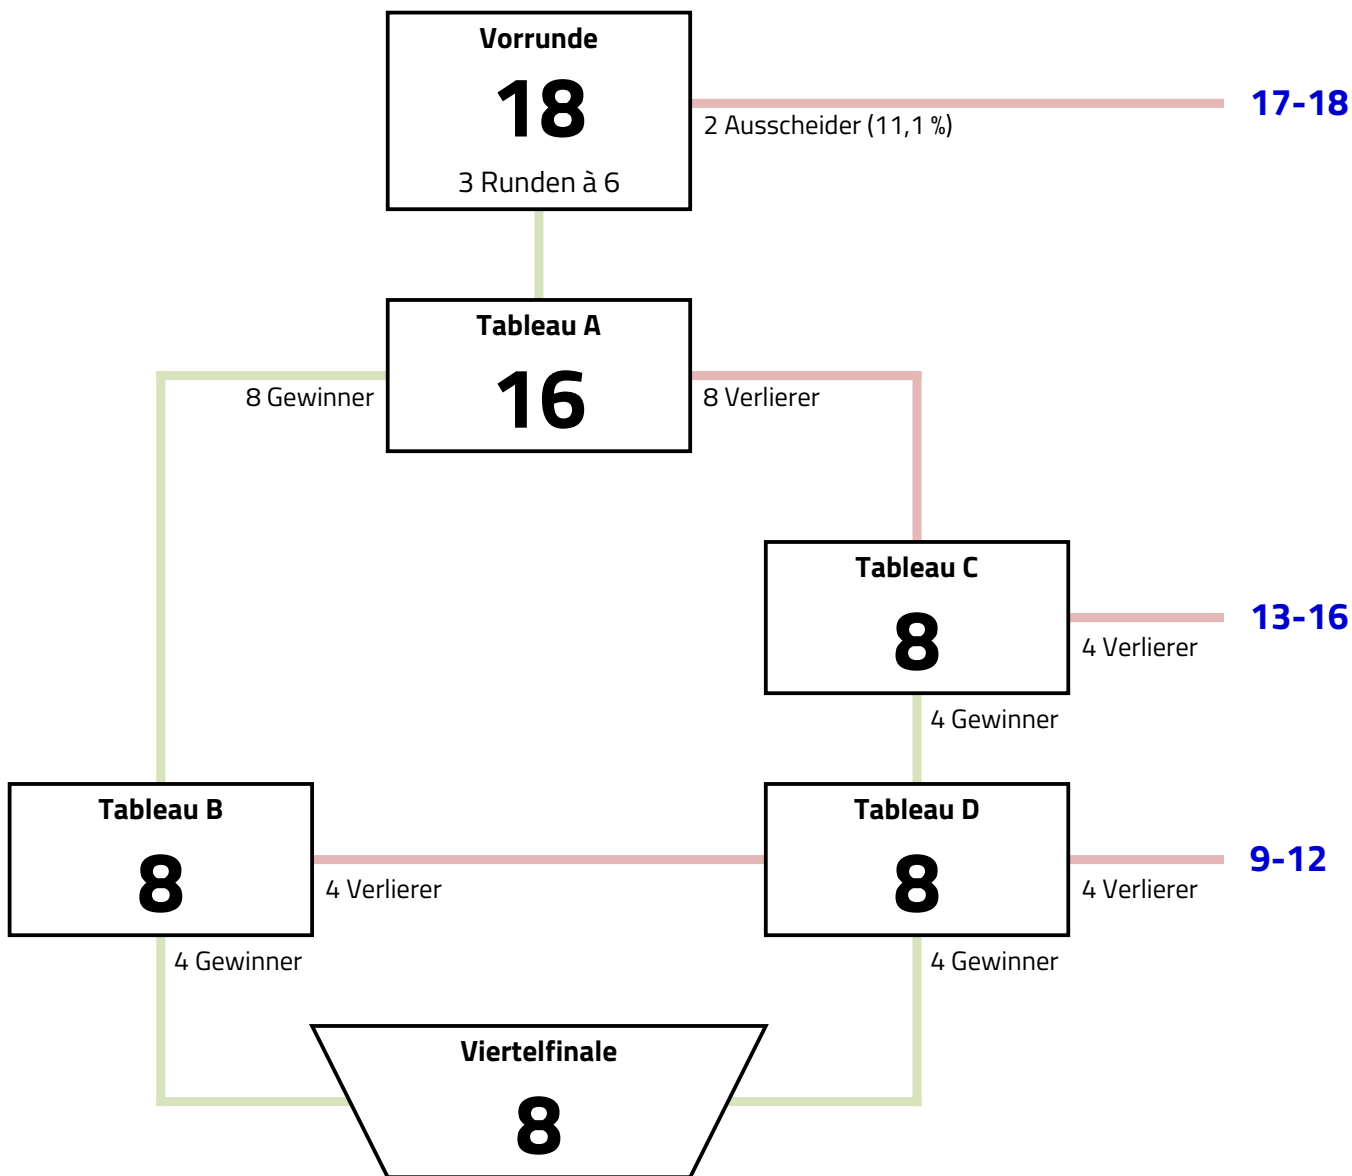 Vorrunde
18
3 Runden à 6
2 Ausscheider (11,1 %)
17-18
Tableau A
16
8 Gewinner
8 Verlierer
Tableau C
8
4 Verlierer
13-16
4 Gewinner
Tableau B
8
4 Verlierer
4 Gewinner
Tableau D
8
4 Verlierer
9-12
4 Gewinner
Viertelfinale
8